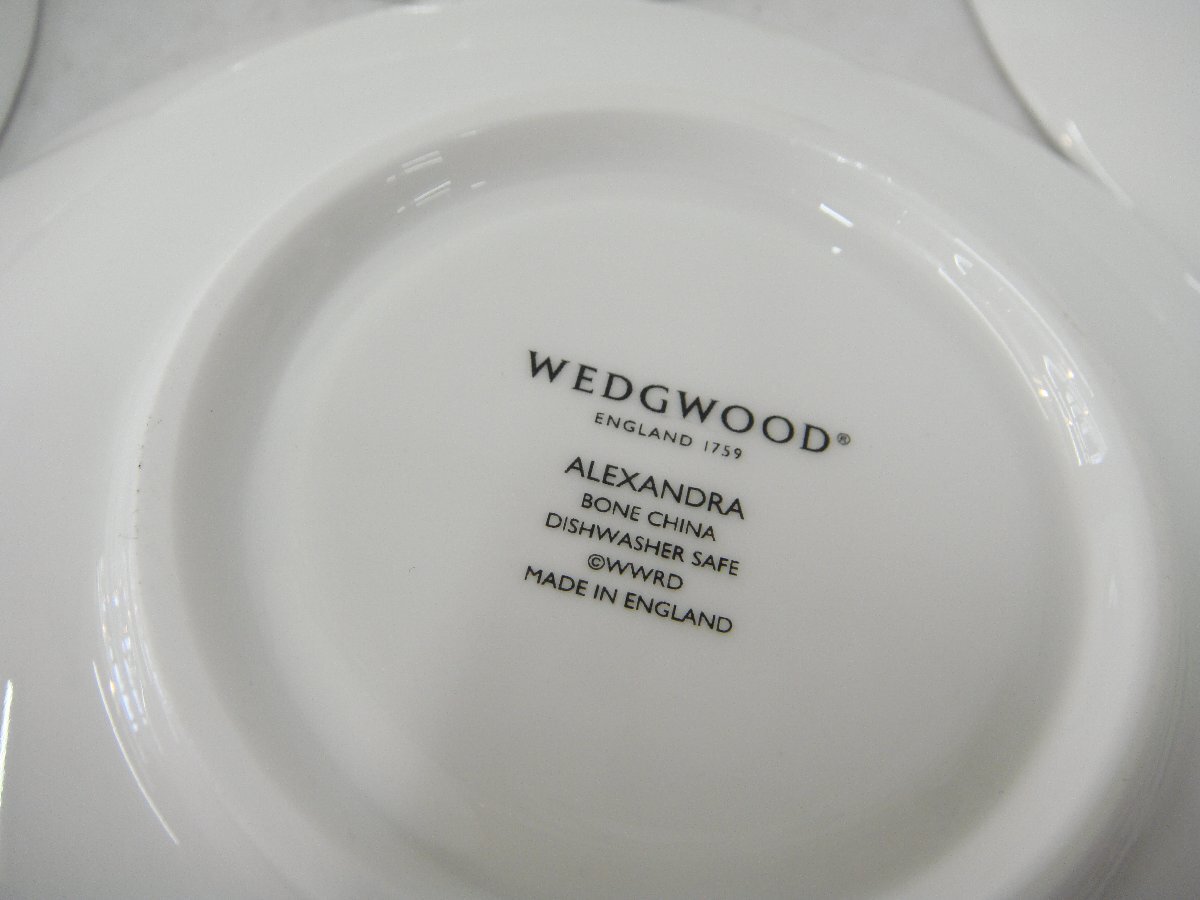 WEDGWOOD®
ENGLAND 1759
ALEXANDRA
BONE CHINA
DISHWASHER SAFE
©WWRD
MADE IN ENGLAND